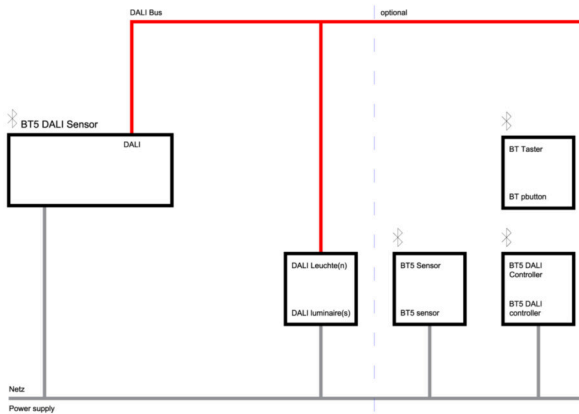 DALI Bus
optional
BT5 DALI Sensor
DALI
BT Taster
BT pbutton
DALI Leuchte(n)
DALI luminaire(s)
BT5 Sensor
BT5 sensor
BT5 DALI
Controller
BT5 DALI
controller
Netz
Power supply